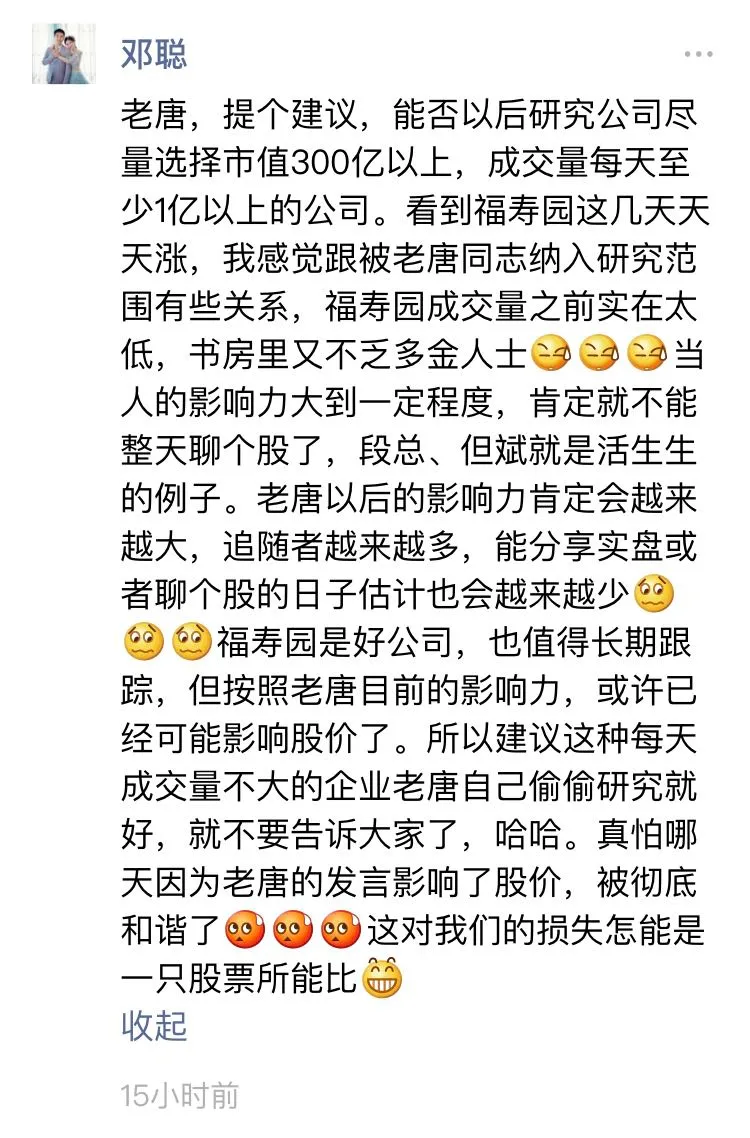 邓聪
老唐，提个建议，能否以后研究公司尽
量选择市值300亿以上，成交量每天至
少1亿以上的公司。看到福寿园这几天天
天涨，我感觉跟被老唐同志纳入研究范
围有些关系，福寿园成交量之前实在太
低，书房里又不乏多金人士当
人的影响力大到一定程度，肯定就不能
整天聊个股了，段总、但斌就是活生生
的例子。老唐以后的影响力肯定会越来
越大，追随者越来越多，能分享实盘或
者聊个股的日子估计也会越来越少
福寿园是好公司，也值得长期跟
踪，但按照老唐目前的影响力，或许已
经可能影响股价了。所以建议这种每天
成交量不大的企业老唐自己偷偷研究就
好，就不要告诉大家了，哈哈。真怕哪
天因为老唐的发言影响了股价，被彻底
和谐了这对我们的损失怎能是
一只股票所能比
收起
15小时前